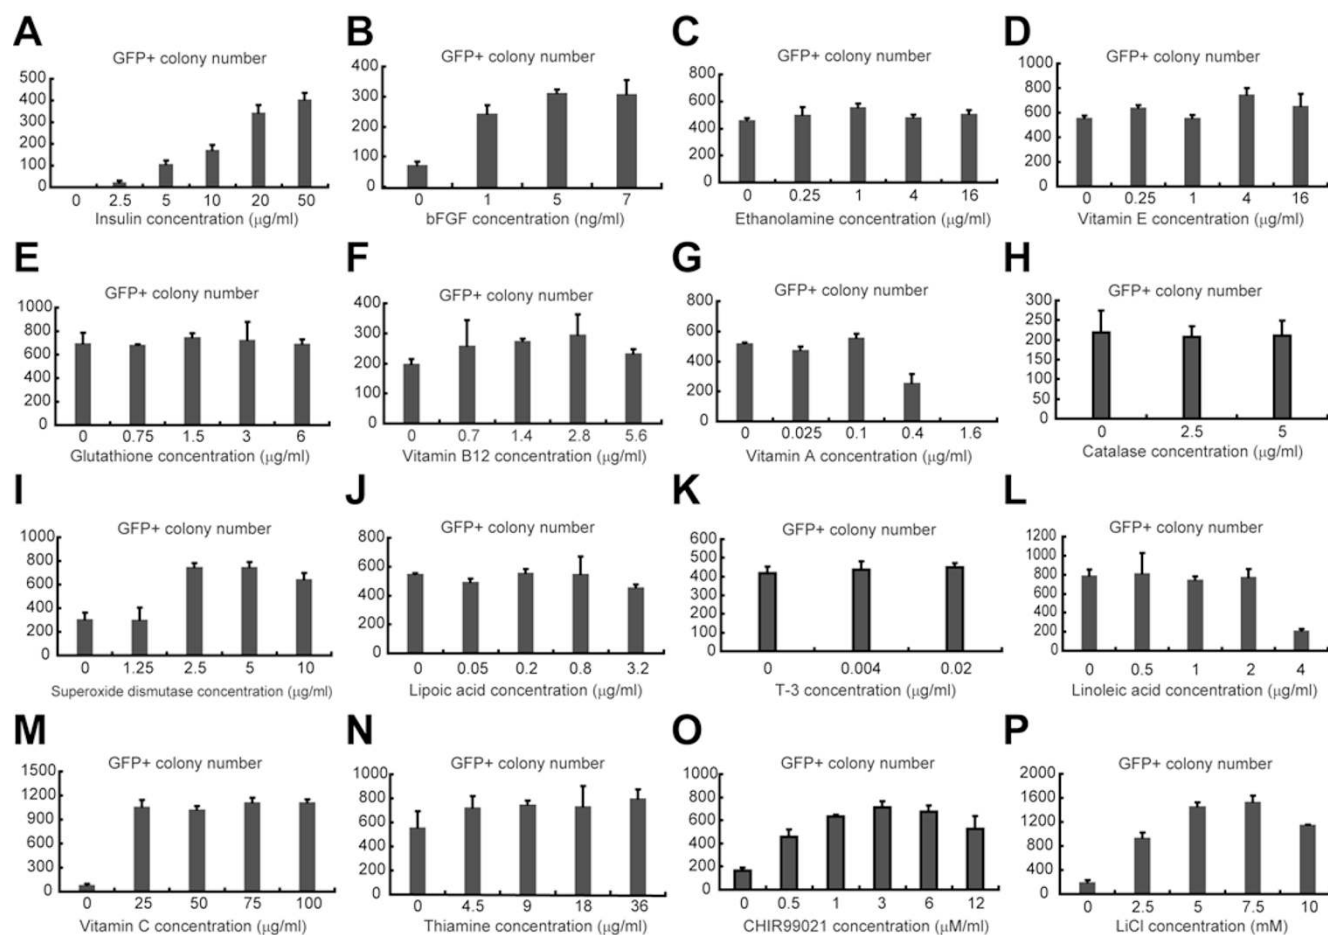 A
GFP+ colony number
500
400
300
200
100
0
0 2.5 5 10 20 50
Insulin concentration (μg/ml)
B
GFP+ colony number
400
300
200
100
0
0 1 5 7
bFGF concentration (ng/ml)
C
GFP+ colony number
800
600
400
200
0
0 0.25 1 4 16
Ethanolamine concentration (μg/ml)
D
GFP+ colony number
1000
800
600
400
200
0
0 0.25 1 4 16
Vitamin E concentration (μg/ml)
E
GFP+ colony number
1000
800
600
400
200
0
0 0.75 1.5 3 6
Glutathione concentration (μg/ml)
F
GFP+ colony number
400
300
200
100
0
0 0.7 1.4 2.8 5.6
Vitamin B12 concentration (μg/ml)
G
GFP+ colony number
800
600
400
200
0
0 0.025 0.1 0.4 1.6
Vitamin A concentration (μg/ml)
H
GFP+ colony number
300
250
200
150
100
50
0
0 2.5 5
Catalase concentration (μg/ml)
I
GFP+ colony number
1000
800
600
400
200
0
0 1.25 2.5 5 10
Superoxide dismutase concentration (μg/ml)
J
GFP+ colony number
800
600
400
200
0
0 0.05 0.2 0.8 3.2
Lipoic acid concentration (μg/ml)
K
GFP+ colony number
600
500
400
300
200
100
0
0 0.004 0.02
T-3 concentration (μg/ml)
L
GFP+ colony number
1200
1000
800
600
400
200
0
0 0.5 1 2 4
Linoleic acid concentration (μg/ml)
M
GFP+ colony number
1500
1200
900
600
300
0
0 25 50 75 100
Vitamin C concentration (μg/ml)
N
GFP+ colony number
1000
800
600
400
200
0
0 4.5 9 18 36
Thiamine concentration (μg/ml)
O
GFP+ colony number
1000
800
600
400
200
0
0 0.5 1 3 6 12
CHIR99021 concentration (μM/ml)
P
GFP+ colony number
2000
1600
1200
800
400
0
0 2.5 5 7.5 10
LiCl concentration (mM)